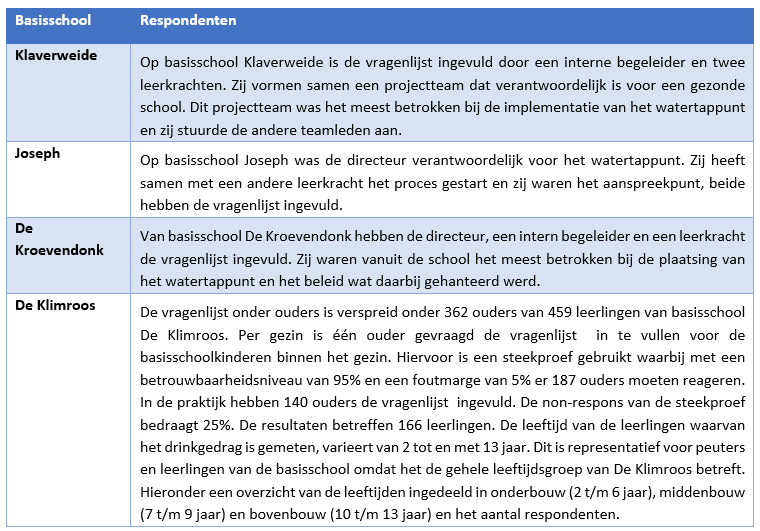 Basisschool Respondenten
Klaverweide
Op basisschool Klaverweide is de vragenlijst ingevuld door een interne begeleider en twee
leerkrachten. Zij vormen samen een projectteam dat verantwoordelijk is voor een gezonde
school. Dit projectteam was het meest betrokken bij de implementatie van het watertappunt
en zij stuurde de andere teamleden aan.
Joseph
Op basisschool Joseph was de directeur verantwoordelijk voor het watertappunt. Zij heeft
samen met een andere leerkracht het proces gestart en zij waren het aanspreekpunt, beide
hebben de vragenlijst ingevuld.
De
Kroevendonk
Van basisschool De Kroevendonk hebben de directeur, een intern begeleider en een leerkracht
de vragenlijst ingevuld. Zij waren vanuit de school het meest betrokken bij de plaatsing van
het watertappunt en het beleid wat daarbij gehanteerd werd.
De Klimroos
De vragenlijst onder ouders is verspreid onder 362 ouders van 459 leerlingen van basisschool
De Klimroos. Per gezin is één ouder gevraagd de vragenlijst in te vullen voor de
basisschoolkinderen binnen het gezin. Hiervoor is een steekproef gebruikt waarbij met een
betrouwbaarheidsniveau van 95% en een foutmarge van 5% er 187 ouders moeten reageren.
In de praktijk hebben 140 ouders de vragenlijst ingevuld. De non-respons van de steekproef
bedraagt 25%. De resultaten betreffen 166 leerlingen. De leeftijd van de leerlingen waarvan
het drinkgedrag is gemeten, varieert van 2 tot en met 13 jaar. Dit is representatief voor peuters
en leerlingen van de basisschool omdat het de gehele leeftijdsgroep van De Klimroos betreft.
Hieronder een overzicht van de leeftijden ingedeeld in onderbouw (2 t/m 6 jaar), middenbouw
(7 t/m 9 jaar) en bovenbouw (10 t/m 13 jaar) en het aantal respondenten.